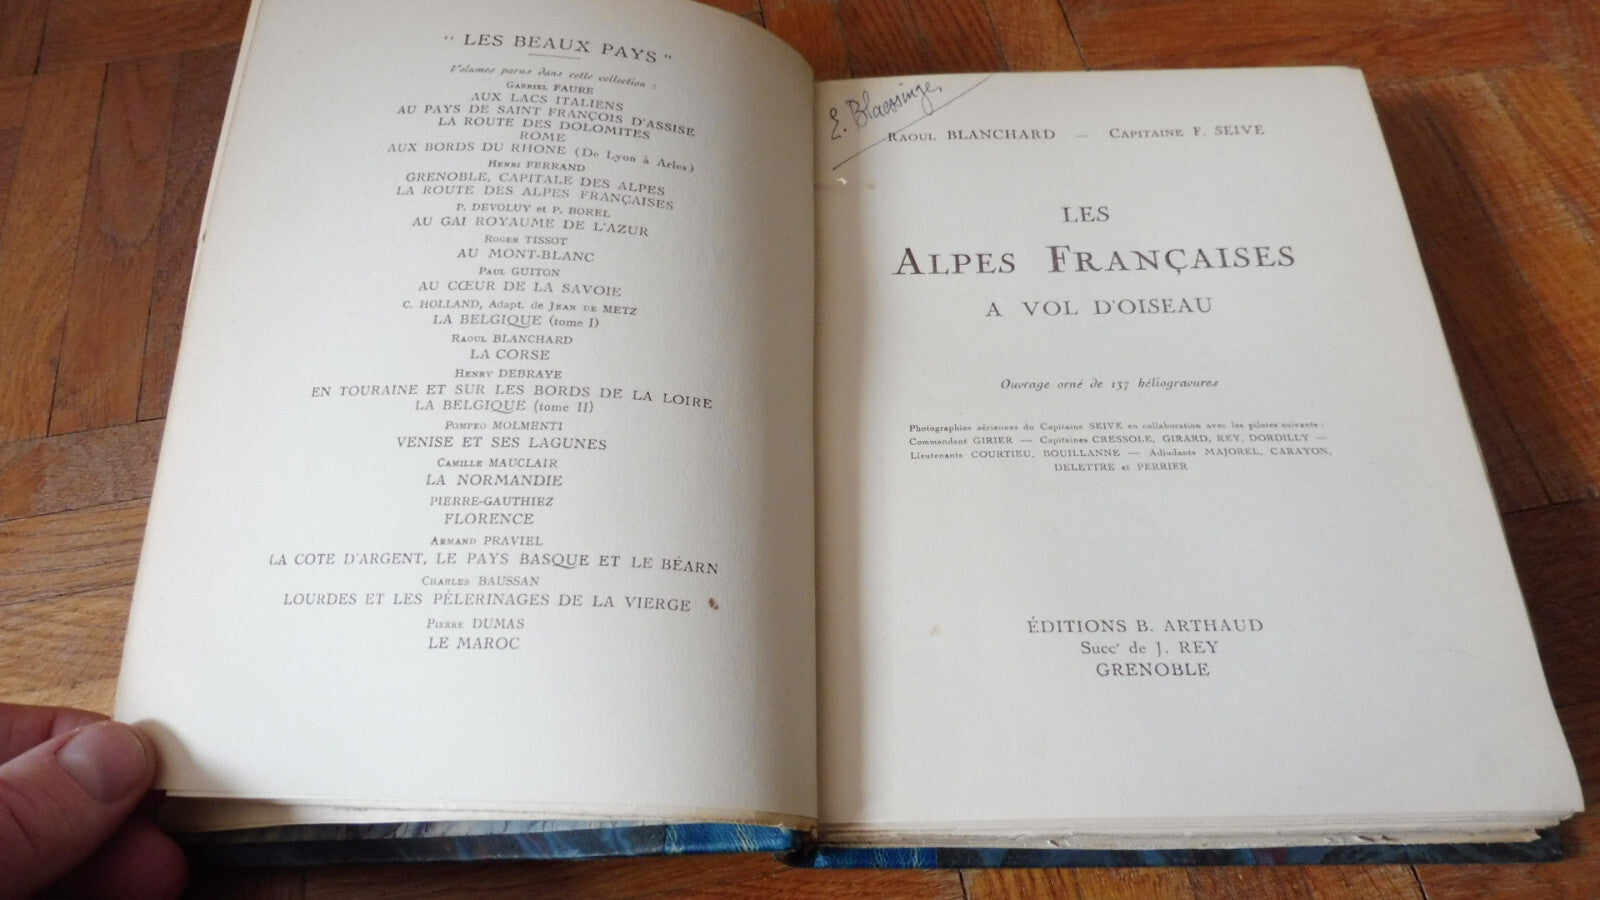 “ LES BEAUX PAYS ”
Volumes parus dans cette collection :
Gabriel FAURE
AUX LACS ITALIENS
AU PAYS DE SAINT FRANÇOIS D'ASSISE
LA ROUTE DES DOLOMITES
ROME
AUX BORDS DU RHONE (De Lyon à Arles)
Henri FERRAND
GRENOBLE, CAPITALE DES ALPES
LA ROUTE DES ALPES FRANÇAISES
P. DEVOLUY et P. BOREL
AU GAI ROYAUME DE L'AZUR
Roger TISSOT
AU MONT-BLANC
Paul GUITON
AU CŒUR DE LA SAVOIE
C. HOLLAND, Adapt. de Jean de METZ
LA BELGIQUE (tome I)
Raoul BLANCHARD
LA CORSE
Henry DEBRAYE
EN TOURAINE ET SUR LES BORDS DE LA LOIRE
LA BELGIQUE (tome II)
Pompeo MOLMENTI
VENISE ET SES LAGUNES
Camille MAUCLAIR
LA NORMANDIE
PIERRE-GAUTHIEZ
FLORENCE
Armand PRAVIEL
LA COTE D'ARGENT, LE PAYS BASQUE ET LE BÉARN
Charles BAUSSAN
LOURDES ET LES PÈLERINAGES DE LA VIERGE
Pierre DUMAS
LE MAROC
E. Blaessinger
Raoul BLANCHARD — Capitaine F. SEIVE
LES
ALPES FRANÇAISES
A VOL D'OISEAU
Ouvrage orné de 137 héliogravures
Photographies aériennes du Capitaine SEIVE en collaboration avec les pilotes suivants :
Commandant GIRIER — Capitaines CRESSOLE, GIRARD, REY, DORDILLY —
Lieutenants COURTIEU, BOUILLANNE — Adjudants MAJOREL, CARAYON,
DELETTRE et PERRIER
ÉDITIONS B. ARTHAUD
Succr de J. REY
GRENOBLE